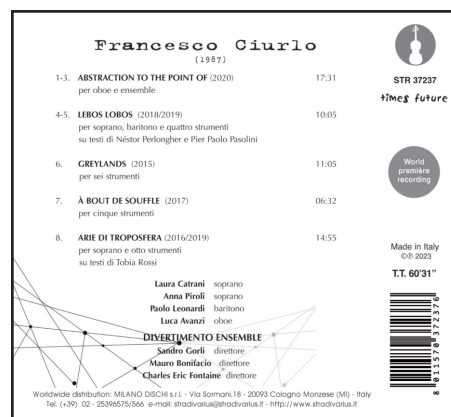 Francesco Ciurlo
(1987)
1-3. ABSTRACTION TO THE POINT OF (2020) 17:31
per oboe e ensemble
4-5. LEBOS LOBOS (2018/2019) 10:05
per soprano, baritono e quattro strumenti
su testi di Néstor Perlongher e Pier Paolo Pasolini
6. GREYLANDS (2015) 11:05
per sei strumenti
7. À BOUT DE SOUFFLE (2017) 06:32
per cinque strumenti
8. ARIE DI TROPOSFERA (2016/2019) 14:55
per soprano e otto strumenti
su testi di Tobia Rossi
Laura Catrani soprano
Anna Piroli soprano
Paolo Leonardi baritono
Luca Avanzi oboe
DIVERTIMENTO ENSEMBLE
Sandro Gorli direttore
Mauro Bonifacio direttore
Charles Eric Fontaine direttore
Worldwide distribution: MILANO DISCHI s.r.l. - Via Sormani,18 - 20093 Cologno Monzese (MI) - Italy
Tel. (+39) 02 - 25396575/566 e-mail: stradivarius@stradivarius.it - http://www.stradivarius.it
STR 37237
times future
World
première
recording
Made in Italy
©℗ 2023
T.T. 60'31"
8 011570 372376